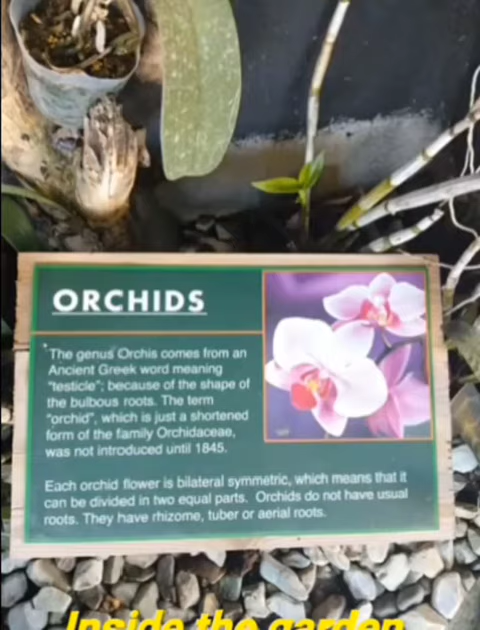 ORCHIDS
The genus Orchis comes from an
Ancient Greek word meaning
"testicle"; because of the shape of
the bulbous roots. The term
"orchid", which is just a shortened
form of the family Orchidaceae,
was not introduced until 1845.
Each orchid flower is bilateral symmetric, which means that it
can be divided in two equal parts. Orchids do not have usual
roots. They have rhizome, tuber or aerial roots.
Inside the garden